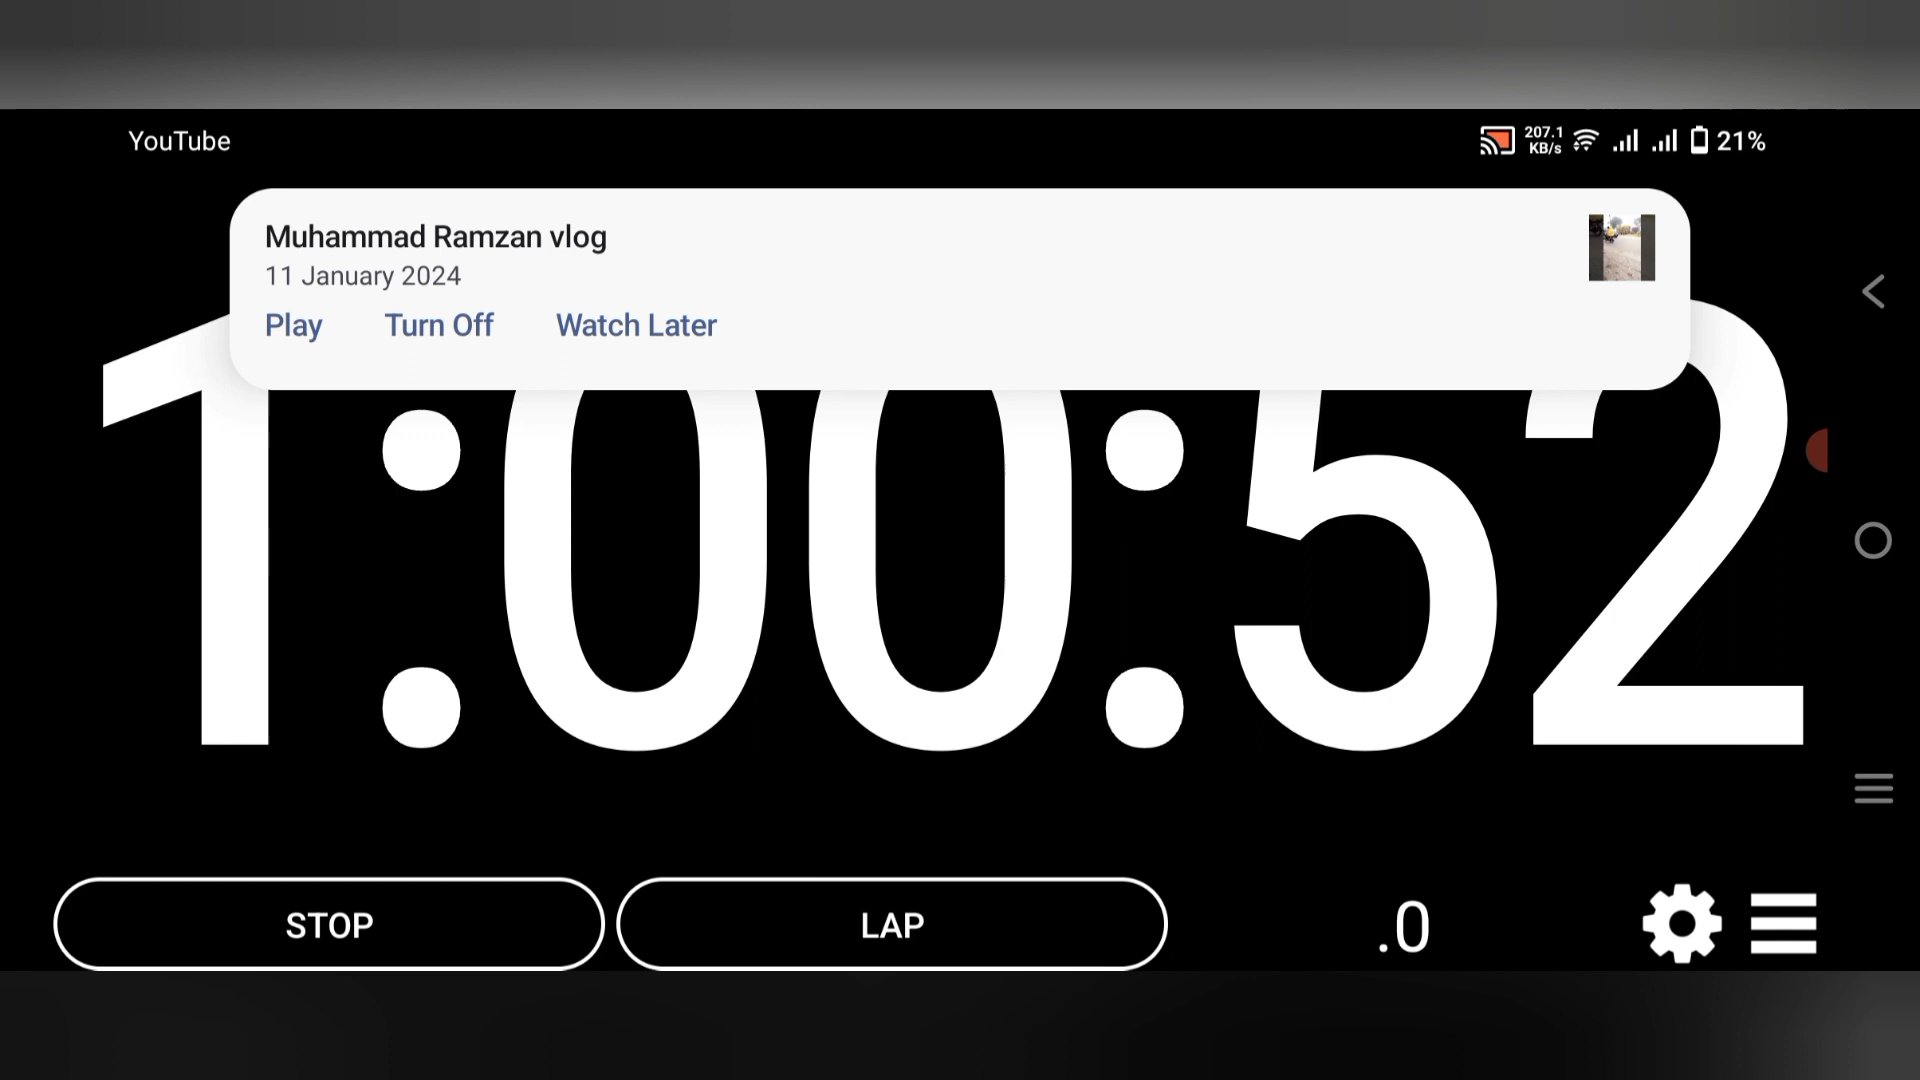 YouTube
207.1
KB/s
21%
Muhammad Ramzan vlog
11 January 2024
Play Turn Off Watch Later
1:00:52
STOP LAP .0